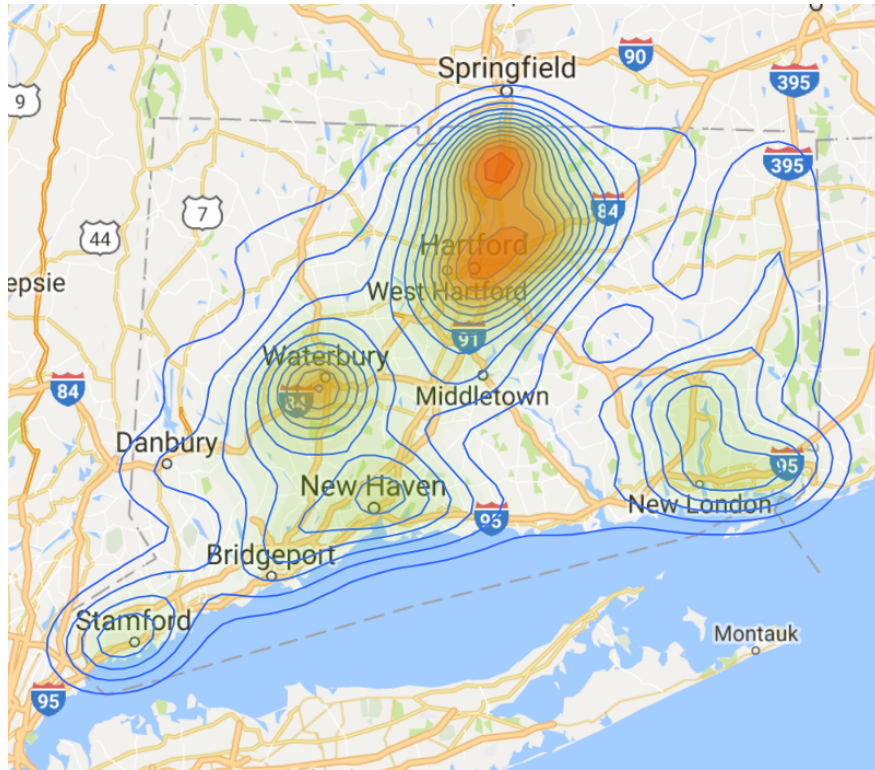 90
Springfield
395
9
395
7
84
44
Hartford
epsie
West Hartford
91
Waterbury
84
Middletown
84
Danbury
95
New Haven
New London
95
Bridgeport
Stamford
Montauk
95